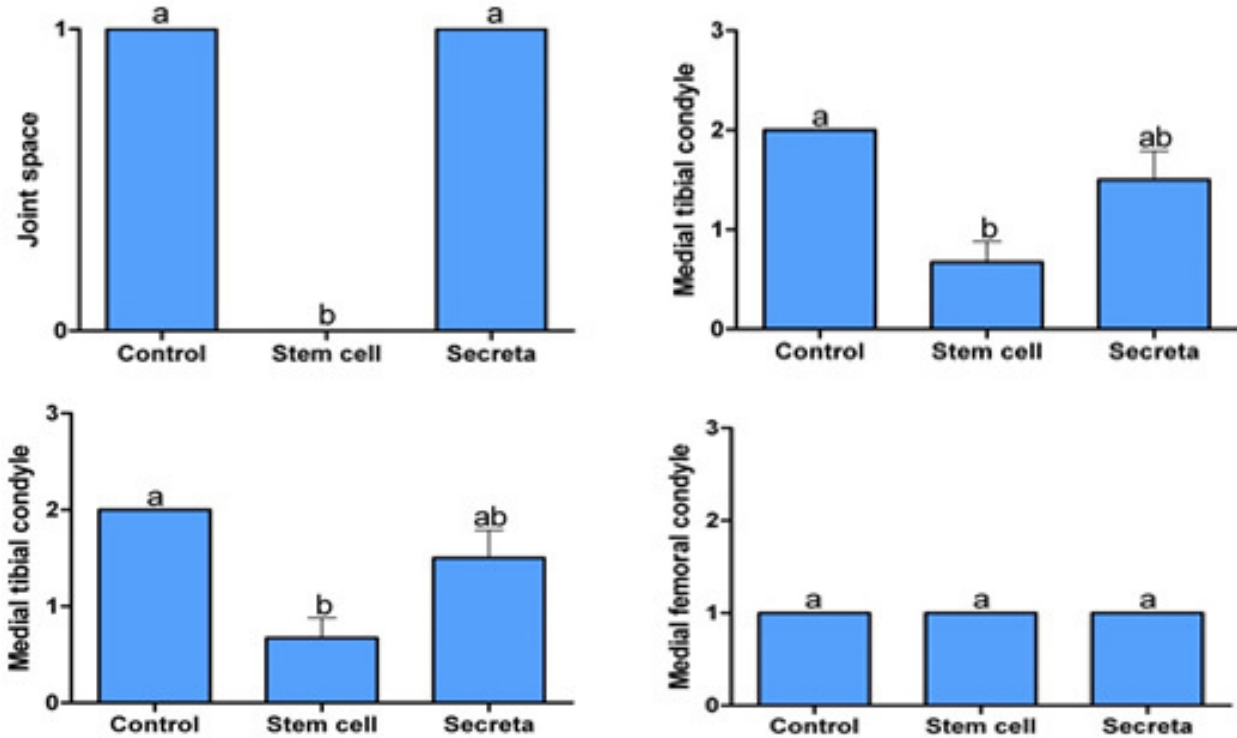 Joint space
1
0
a
b
a
Control Stem cell Secreta
Medial tibial condyle
3
2
1
0
a
b
ab
Control Stem cell Secreta
Medial tibial condyle
3
2
1
0
a
b
ab
Control Stem cell Secreta
Medial femoral condyle
3
2
1
0
a
a
a
Control Stem cell Secreta